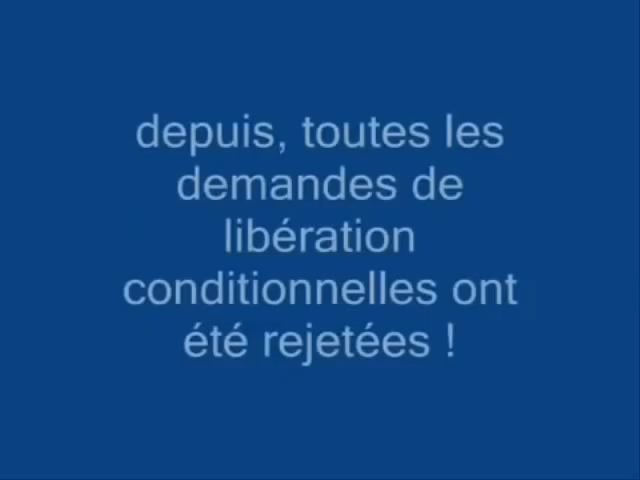 depuis, toutes les
demandes de
libération
conditionnelles ont
été rejetées !